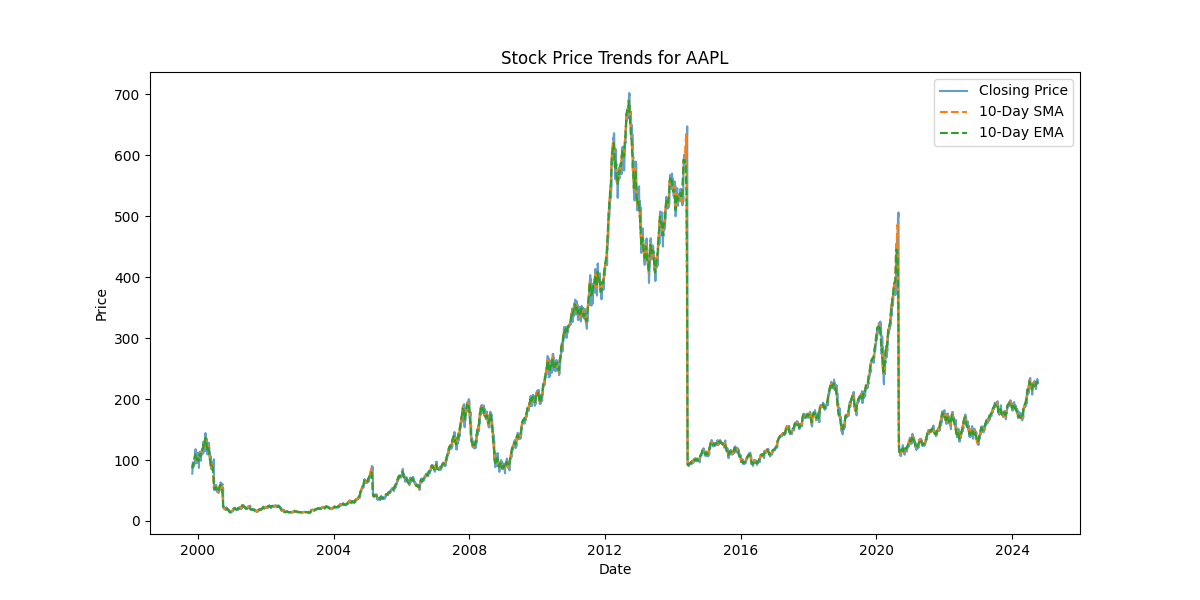 Stock Price Trends for AAPL
Closing Price
10-Day SMA
10-Day EMA
700
600
500
400
300
200
100
0
Price
2000 2004 2008 2012 2016 2020 2024
Date